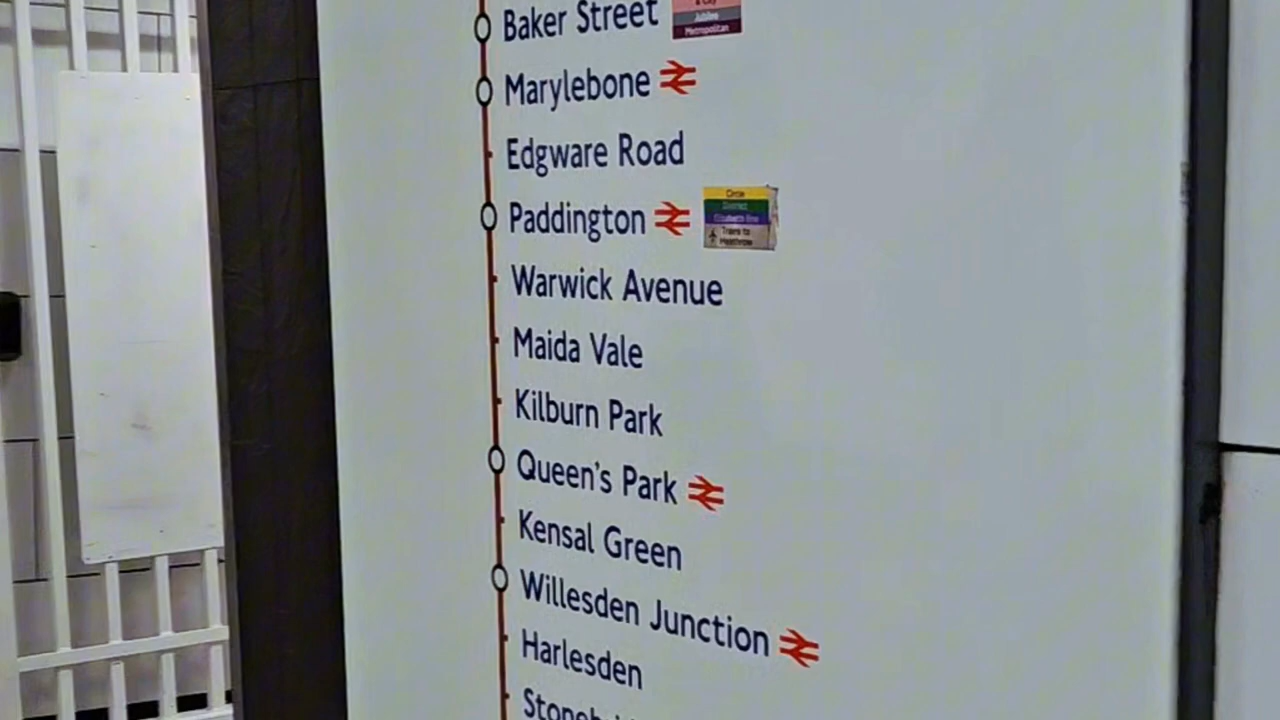 Baker Street
& City
Jubilee
Metropolitan
Marylebone
Edgware Road
Paddington
Circle
District
Elizabeth line
Trains to
Heathrow
Warwick Avenue
Maida Vale
Kilburn Park
Queen's Park
Kensal Green
Willesden Junction
Harlesden